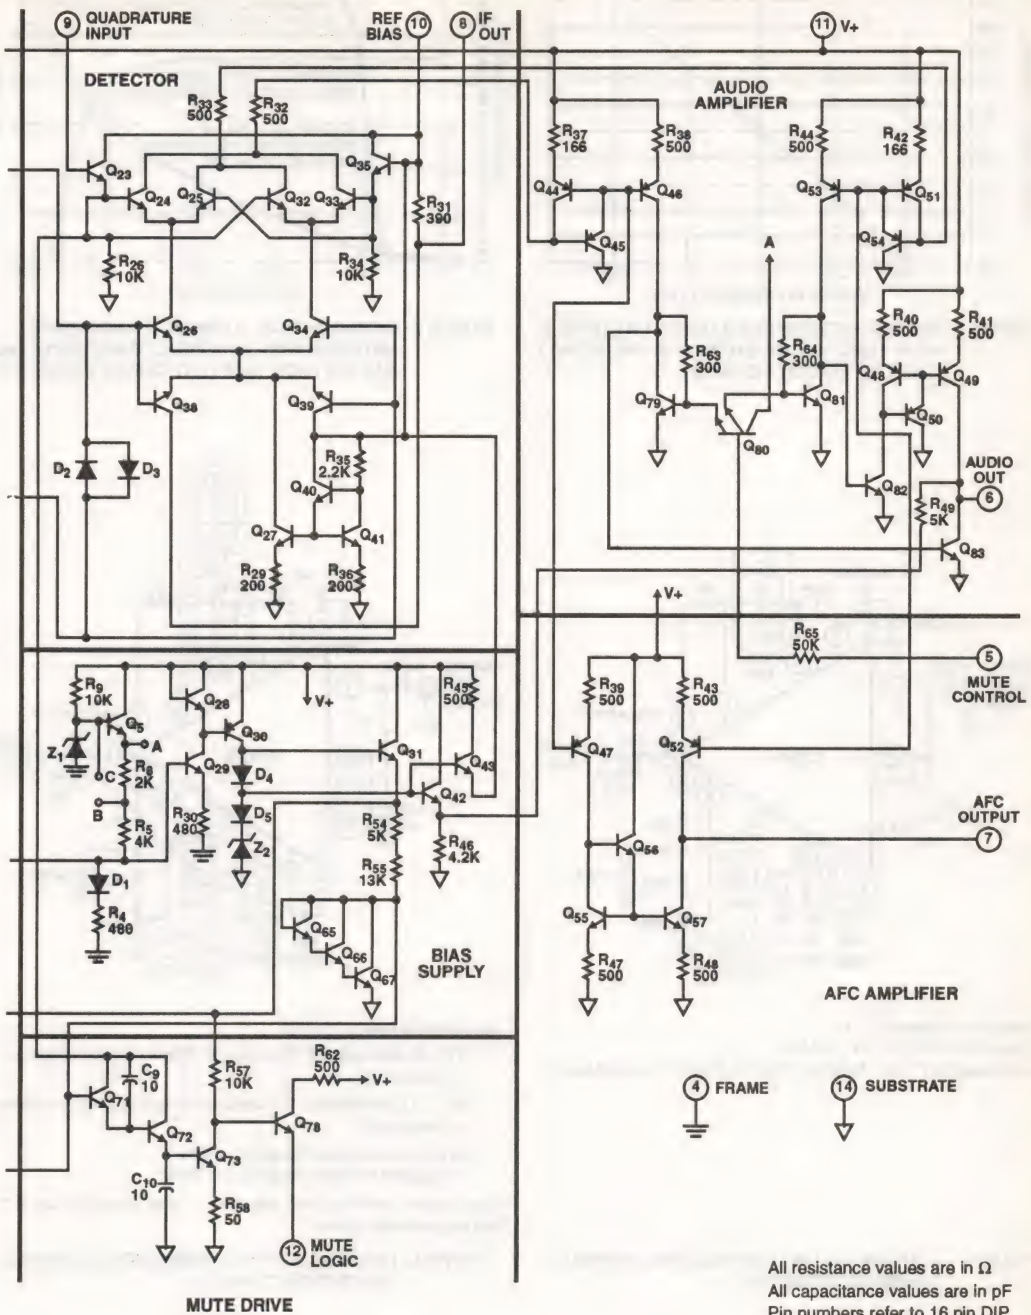 9 QUADRATURE INPUT
REF BIAS 10
8 IF OUT
11 V+
DETECTOR
AUDIO AMPLIFIER
R33 500
R32 500
R37 166
R38 500
R44 500
R42 166
Q23
Q24
Q25
Q32
Q33
Q35
R31 390
Q44
Q46
Q53
Q51
Q45
Q54
A
R26 10K
R34 10K
Q26
Q34
R40 500
R41 500
R63 300
R64 300
Q48
Q49
Q38
Q39
Q79
Q81
Q50
Q80
D2
D3
R35 2.2K
Q40
Q27
Q41
Q82
R49 5K
AUDIO OUT
6
Q83
R29 200
R36 200
V+
R65 50K
5
MUTE CONTROL
R9 10K
Q5
Q28
V+
R45 500
R39 500
R43 500
Z1
A
Q30
Q31
Q43
Q47
Q52
C
R8 2K
Q29
D4
Q42
B
R5 4K
R30 480
D5
Z2
R54 5K
R46 4.2K
AFC OUTPUT
7
Q56
D1
R4 480
R55 13K
Q65
Q66
Q67
BIAS SUPPLY
Q55
Q57
R47 500
R48 500
AFC AMPLIFIER
C9 10
R57 10K
R62 500
V+
4 FRAME
14 SUBSTRATE
Q71
Q72
Q78
Q73
C10 10
R58 50
12 MUTE LOGIC
MUTE DRIVE
All resistance values are in Ω
All capacitance values are in pF
Pin numbers refer to 16 pin DIP